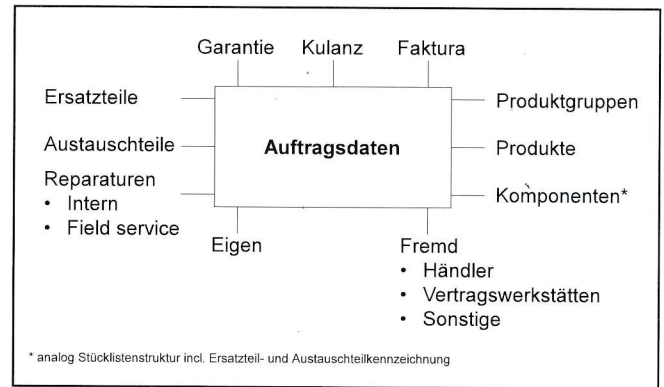 Garantie Kulanz Faktura
Ersatzteile
Produktgruppen
Austauschteile
Auftragsdaten
Produkte
Reparaturen
• Intern
• Field service
Komponenten*
Eigen
Fremd
• Händler
• Vertragswerkstätten
• Sonstige
* analog Stücklistenstruktur incl. Ersatzteil- und Austauschteilkennzeichnung